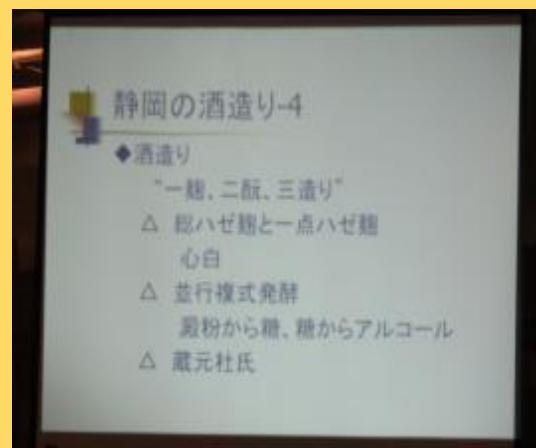 静岡の酒造り-4
◆酒造り
“一麹、二酛、三造り”
△ 総ハゼ麹と一点ハゼ麹
心白
△ 並行複式発酵
澱粉から糖、糖からアルコール
△ 蔵元杜氏